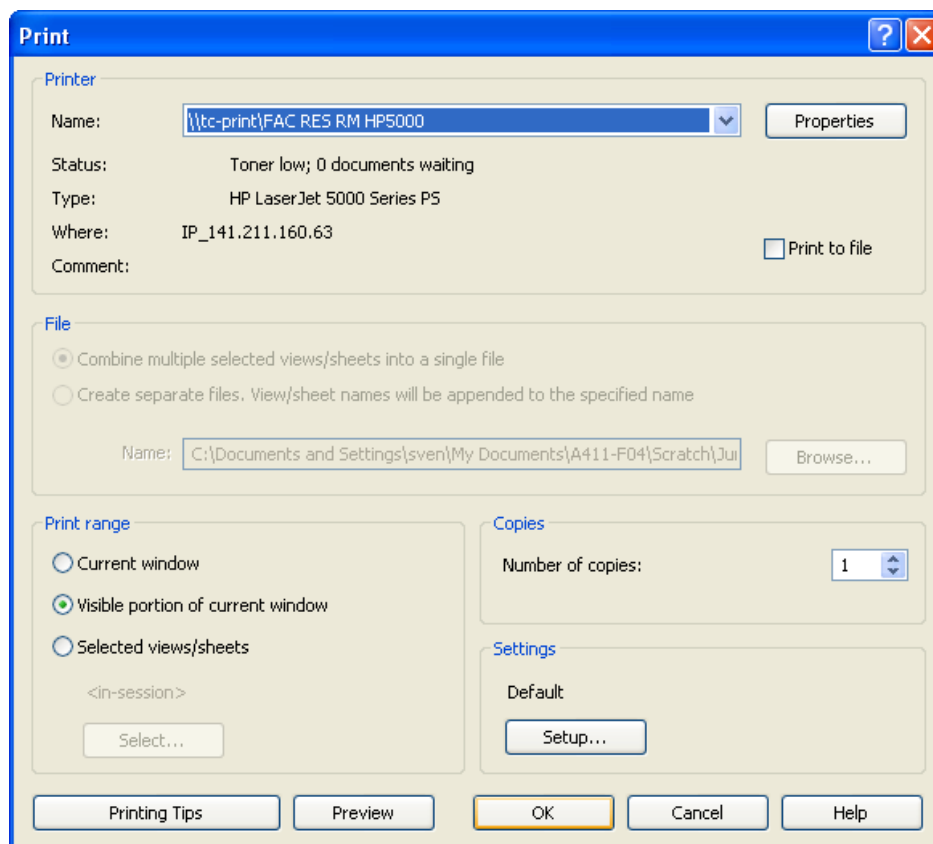 Print
Printer
Name: \\tc-print\FAC RES RM HP5000 Properties
Status: Toner low; 0 documents waiting
Type: HP LaserJet 5000 Series PS
Where: IP_141.211.160.63
Print to file
Comment:
File
Combine multiple selected views/sheets into a single file
Create separate files. View/sheet names will be appended to the specified name
Name: C:\Documents and Settings\sven\My Documents\A411-F04\Scratch\Jun Browse...
Print range
Current window
Visible portion of current window
Selected views/sheets
<in-session>
Select...
Copies
Number of copies: 1
Settings
Default
Setup...
Printing Tips Preview OK Cancel Help